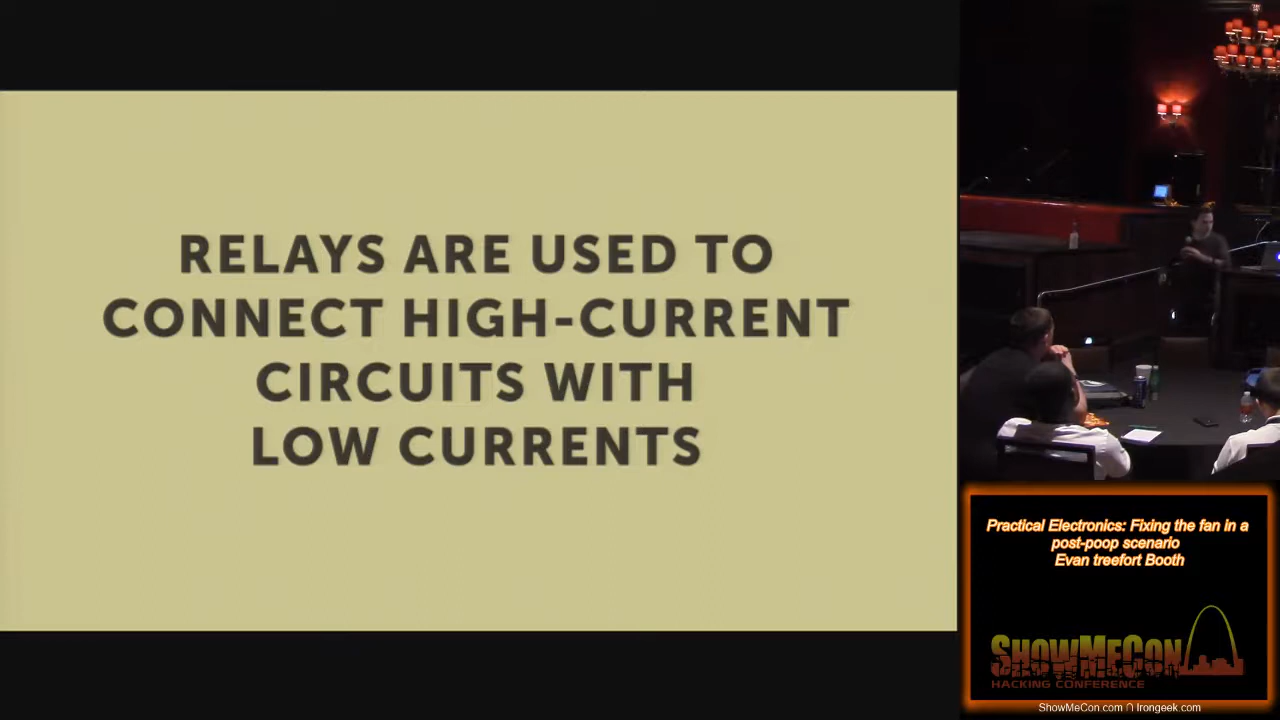 RELAYS ARE USED TO
CONNECT HIGH-CURRENT
CIRCUITS WITH
LOW CURRENTS
Practical Electronics: Fixing the fan in a
post-poop scenario
Evan treefort Booth
SHOWMECON
HACKING CONFERENCE
ShowMeCon.com ∩ Irongeek.com